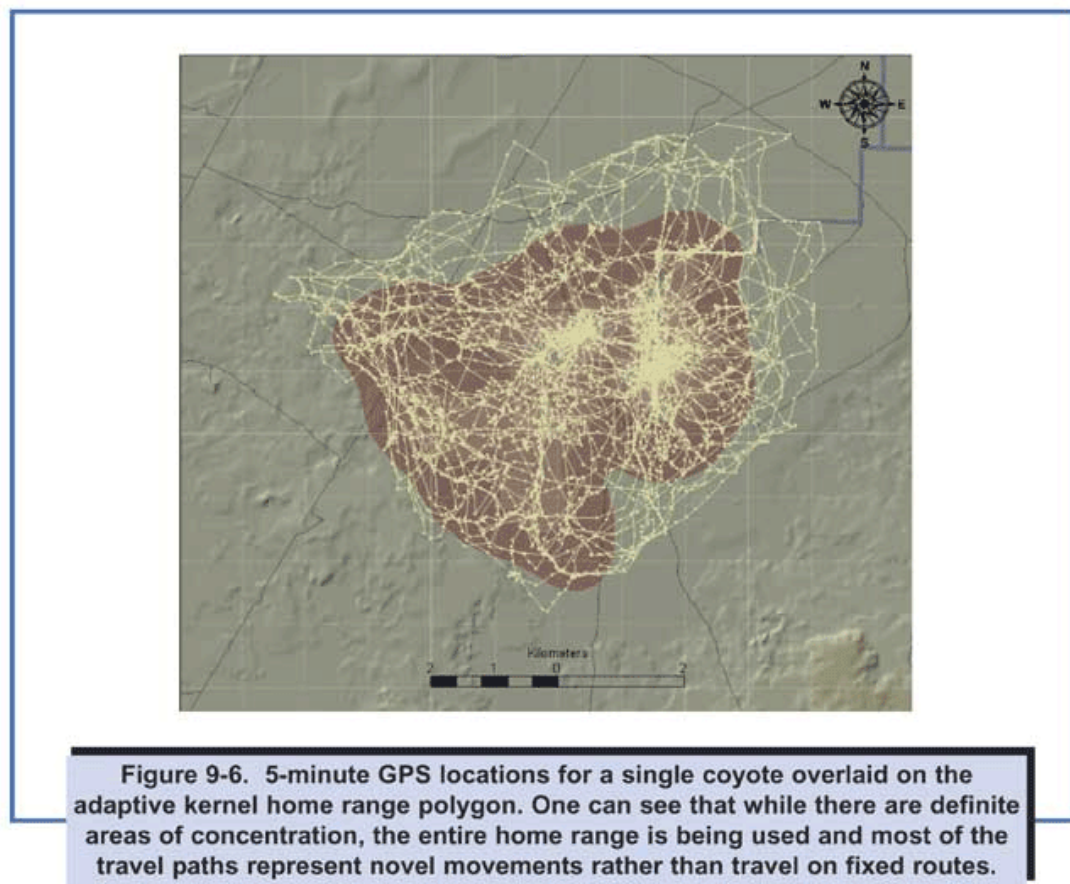 N
W E
S
Kilometers
2 1 0 2
Figure 9-6. 5-minute GPS locations for a single coyote overlaid on the
adaptive kernel home range polygon. One can see that while there are definite
areas of concentration, the entire home range is being used and most of the
travel paths represent novel movements rather than travel on fixed routes.